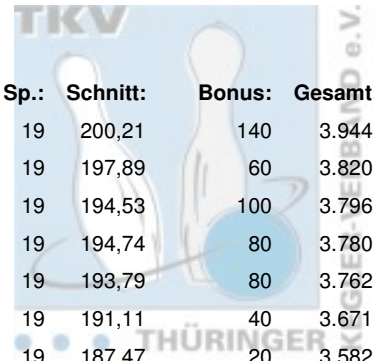 TKV
Sp.: Schnitt: Bonus: Gesamt
19 200,21 140 3.944
19 197,89 60 3.820
19 194,53 100 3.796
19 194,74 80 3.780
19 193,79 80 3.762
19 191,11 40 3.671
THÜRINGER
19 187,47 20 3.582
e.V.